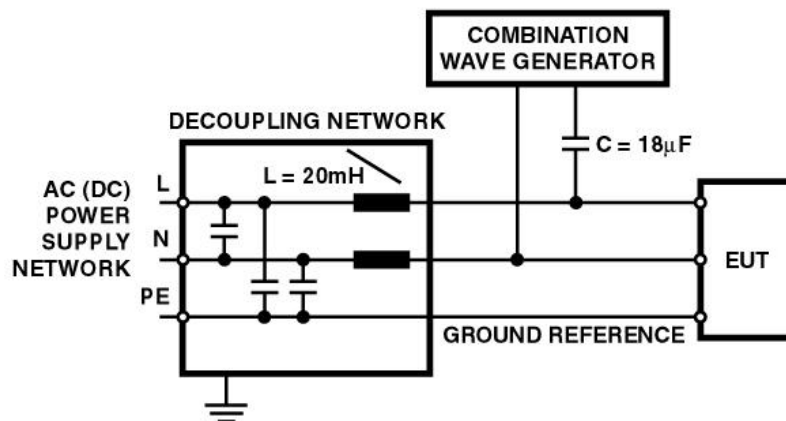 COMBINATION
WAVE GENERATOR
DECOUPLING NETWORK
C = 18µF
L = 20mH
AC (DC)
POWER
SUPPLY
NETWORK
L
N
PE
EUT
GROUND REFERENCE